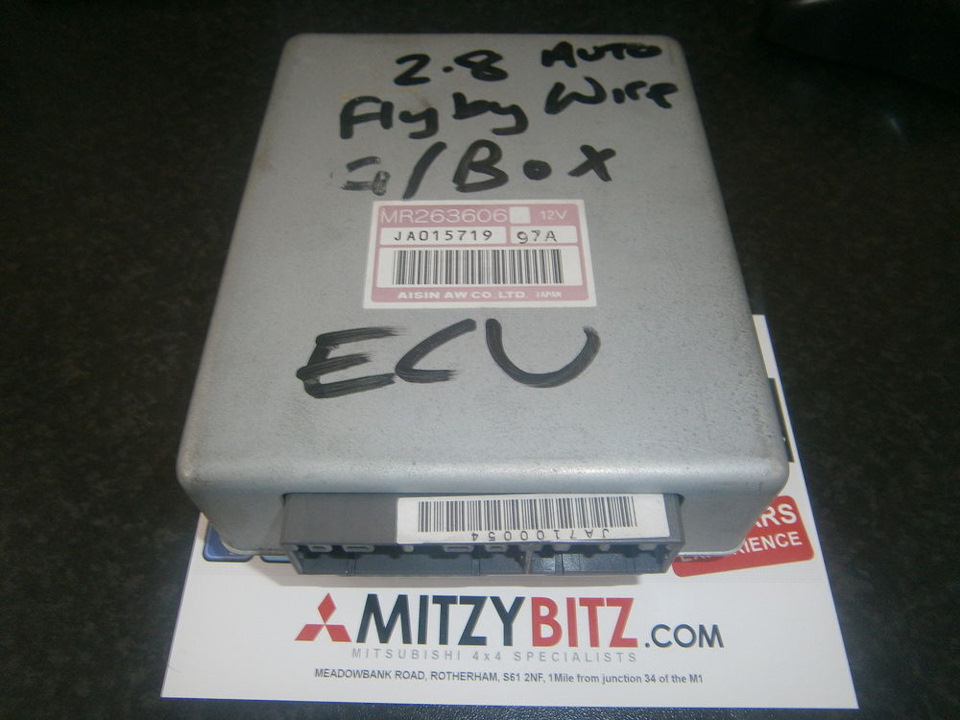 2.8 AUTO
Fly by Wire
G/Box
MR263606 12V
JA015719 97A
AISIN AW CO., LTD. JAPAN
ECU
JA7100054
EXPERIENCE
MITZYBITZ.COM
MITSUBISHI 4x4 SPECIALISTS
MEADOWBANK ROAD, ROTHERHAM, S61 2NF, 1Mile from junction 34 of the M1